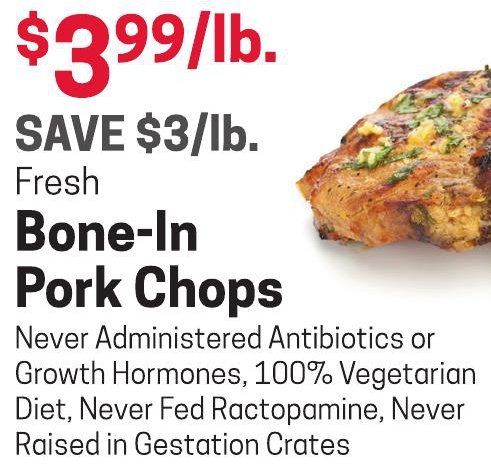 $3.99/lb.
SAVE $3/lb.
Fresh
Bone-In
Pork Chops
Never Administered Antibiotics or
Growth Hormones, 100% Vegetarian
Diet, Never Fed Ractopamine, Never
Raised in Gestation Crates